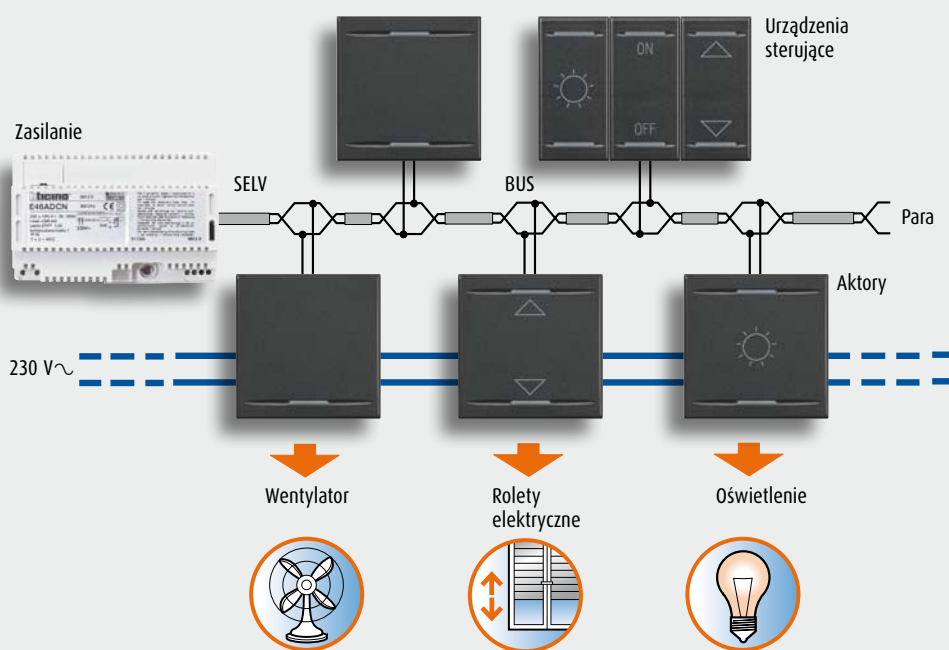 Urządzenia
sterujące
ON
OFF
Zasilanie
bticino
E46ADCN
SELV
BUS
Para
Aktory
230 V~
Wentylator
Rolety
elektryczne
Oświetlenie